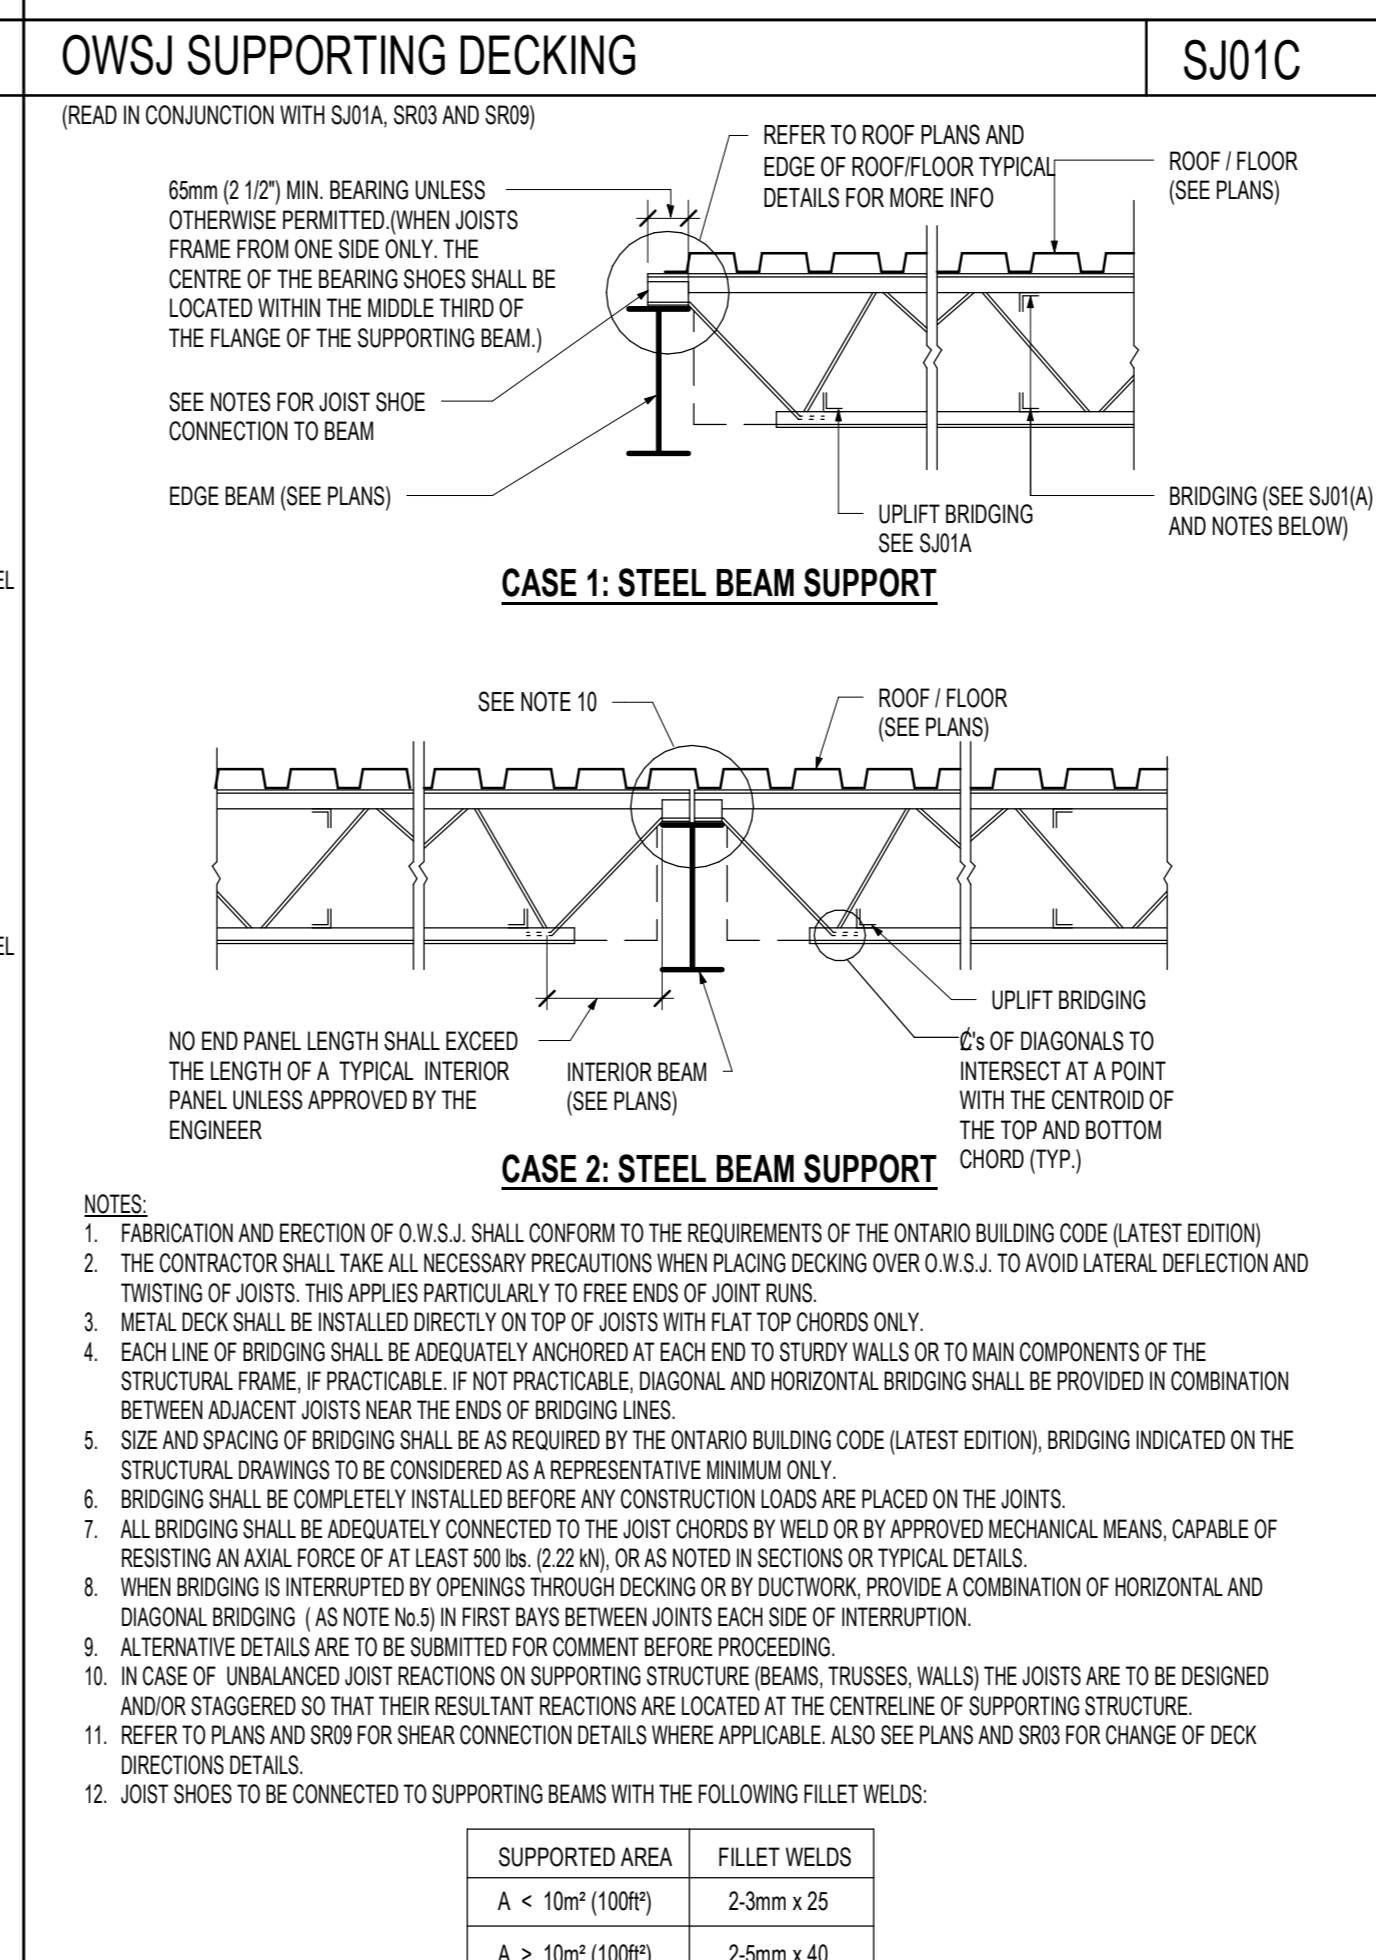 OWSJ SUPPORTING DECKING
SJ01C
(READ IN CONJUNCTION WITH SJ01A, SR03 AND SR09)
65mm (2 1/2") MIN. BEARING UNLESS
OTHERWISE PERMITTED.(WHEN JOISTS
FRAME FROM ONE SIDE ONLY. THE
CENTRE OF THE BEARING SHOES SHALL BE
LOCATED WITHIN THE MIDDLE THIRD OF
THE FLANGE OF THE SUPPORTING BEAM.)
REFER TO ROOF PLANS AND
EDGE OF ROOF/FLOOR TYPICAL
DETAILS FOR MORE INFO
ROOF / FLOOR
(SEE PLANS)
SEE NOTES FOR JOIST SHOE
CONNECTION TO BEAM
EDGE BEAM (SEE PLANS)
UPLIFT BRIDGING
SEE SJ01A
BRIDGING (SEE SJ01(A)
AND NOTES BELOW)
EL
CASE 1: STEEL BEAM SUPPORT
SEE NOTE 10
ROOF / FLOOR
(SEE PLANS)
EL
NO END PANEL LENGTH SHALL EXCEED
THE LENGTH OF A TYPICAL INTERIOR
PANEL UNLESS APPROVED BY THE
ENGINEER
INTERIOR BEAM
(SEE PLANS)
UPLIFT BRIDGING
₵'s OF DIAGONALS TO
INTERSECT AT A POINT
WITH THE CENTROID OF
THE TOP AND BOTTOM
CHORD (TYP.)
CASE 2: STEEL BEAM SUPPORT
NOTES:
1. FABRICATION AND ERECTION OF O.W.S.J. SHALL CONFORM TO THE REQUIREMENTS OF THE ONTARIO BUILDING CODE (LATEST EDITION)
2. THE CONTRACTOR SHALL TAKE ALL NECESSARY PRECAUTIONS WHEN PLACING DECKING OVER O.W.S.J. TO AVOID LATERAL DEFLECTION AND
TWISTING OF JOISTS. THIS APPLIES PARTICULARLY TO FREE ENDS OF JOINT RUNS.
3. METAL DECK SHALL BE INSTALLED DIRECTLY ON TOP OF JOISTS WITH FLAT TOP CHORDS ONLY.
4. EACH LINE OF BRIDGING SHALL BE ADEQUATELY ANCHORED AT EACH END TO STURDY WALLS OR TO MAIN COMPONENTS OF THE
STRUCTURAL FRAME, IF PRACTICABLE. IF NOT PRACTICABLE, DIAGONAL AND HORIZONTAL BRIDGING SHALL BE PROVIDED IN COMBINATION
BETWEEN ADJACENT JOISTS NEAR THE ENDS OF BRIDGING LINES.
5. SIZE AND SPACING OF BRIDGING SHALL BE AS REQUIRED BY THE ONTARIO BUILDING CODE (LATEST EDITION), BRIDGING INDICATED ON THE
STRUCTURAL DRAWINGS TO BE CONSIDERED AS A REPRESENTATIVE MINIMUM ONLY.
6. BRIDGING SHALL BE COMPLETELY INSTALLED BEFORE ANY CONSTRUCTION LOADS ARE PLACED ON THE JOINTS.
7. ALL BRIDGING SHALL BE ADEQUATELY CONNECTED TO THE JOIST CHORDS BY WELD OR BY APPROVED MECHANICAL MEANS, CAPABLE OF
RESISTING AN AXIAL FORCE OF AT LEAST 500 lbs. (2.22 kN), OR AS NOTED IN SECTIONS OR TYPICAL DETAILS.
8. WHEN BRIDGING IS INTERRUPTED BY OPENINGS THROUGH DECKING OR BY DUCTWORK, PROVIDE A COMBINATION OF HORIZONTAL AND
DIAGONAL BRIDGING ( AS NOTE No.5) IN FIRST BAYS BETWEEN JOINTS EACH SIDE OF INTERRUPTION.
9. ALTERNATIVE DETAILS ARE TO BE SUBMITTED FOR COMMENT BEFORE PROCEEDING.
10. IN CASE OF UNBALANCED JOIST REACTIONS ON SUPPORTING STRUCTURE (BEAMS, TRUSSES, WALLS) THE JOISTS ARE TO BE DESIGNED
AND/OR STAGGERED SO THAT THEIR RESULTANT REACTIONS ARE LOCATED AT THE CENTRELINE OF SUPPORTING STRUCTURE.
11. REFER TO PLANS AND SR09 FOR SHEAR CONNECTION DETAILS WHERE APPLICABLE. ALSO SEE PLANS AND SR03 FOR CHANGE OF DECK
DIRECTIONS DETAILS.
12. JOIST SHOES TO BE CONNECTED TO SUPPORTING BEAMS WITH THE FOLLOWING FILLET WELDS:
SUPPORTED AREA FILLET WELDS
A < 10m² (100ft²) 2-3mm x 25
A > 10m² (100ft²) 2-5mm x 40